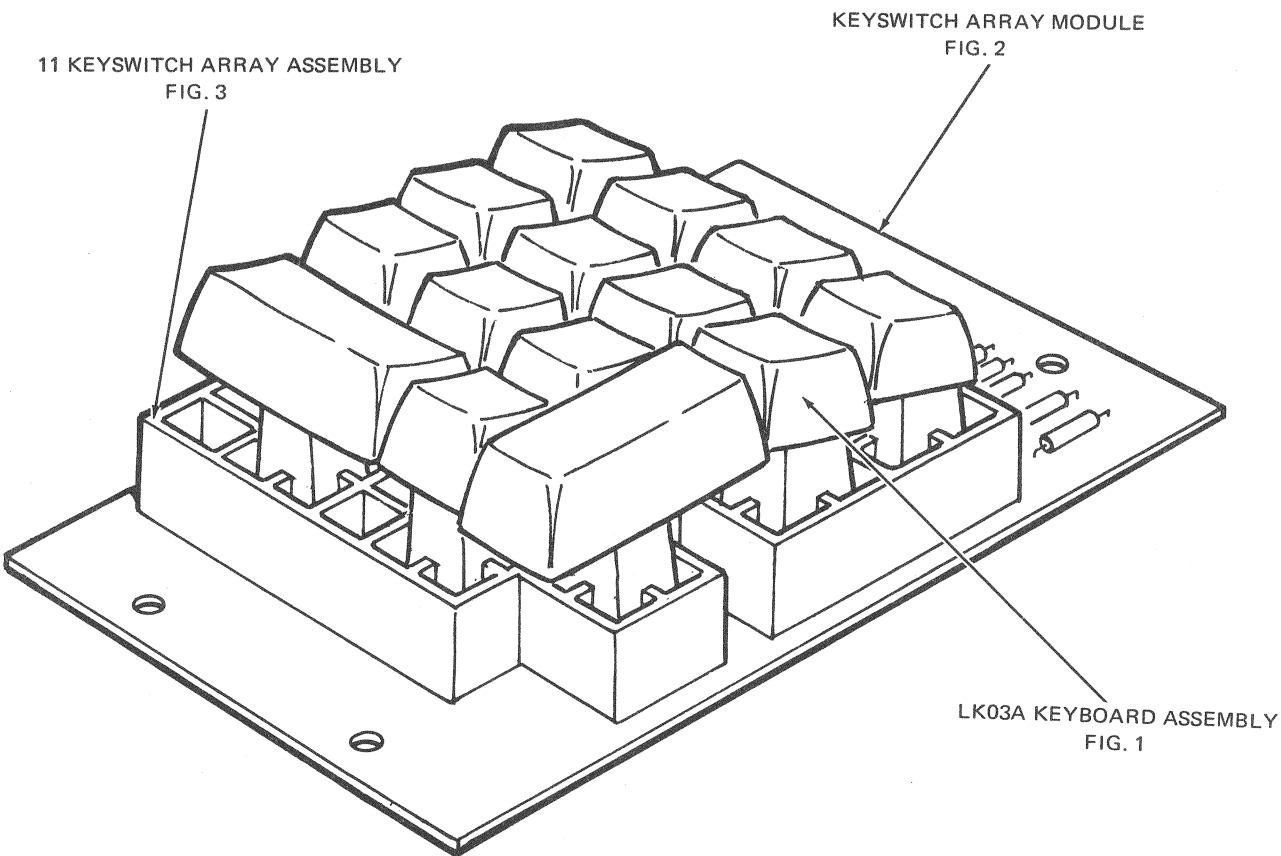 KEYSWITCH ARRAY MODULE
FIG. 2
11 KEYSWITCH ARRAY ASSEMBLY
FIG. 3
LK03A KEYBOARD ASSEMBLY
FIG. 1